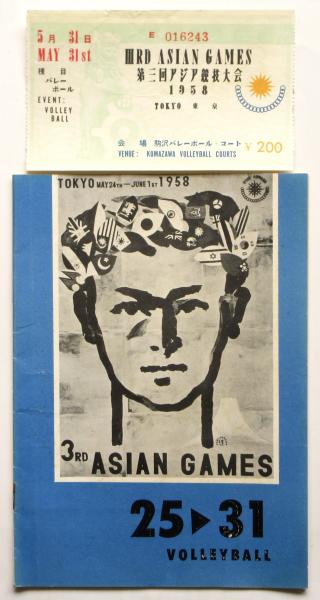 5月 31日
MAY 31st
種目
バレー
ボール
EVENT:
VOLLEY
BALL
E 016243
IIIRD ASIAN GAMES
第三回アジア競技大会
1958
TOKYO 東京
会場 駒沢バレーボール・コート
VENUE: KOMAZAWA VOLLEYBALL COURTS
¥200
TOKYO MAY 24TH—JUNE 1ST 1958
3RD ASIAN GAMES
25▶31
VOLLEYBALL